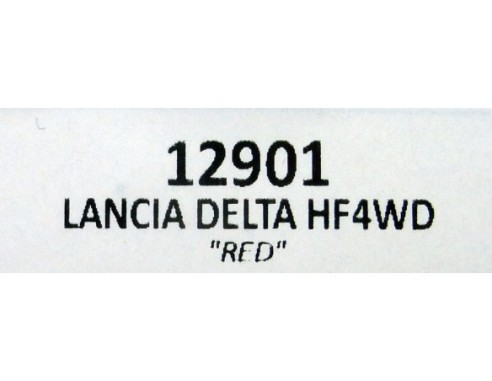 12901
LANCIA DELTA HF4WD
"RED"